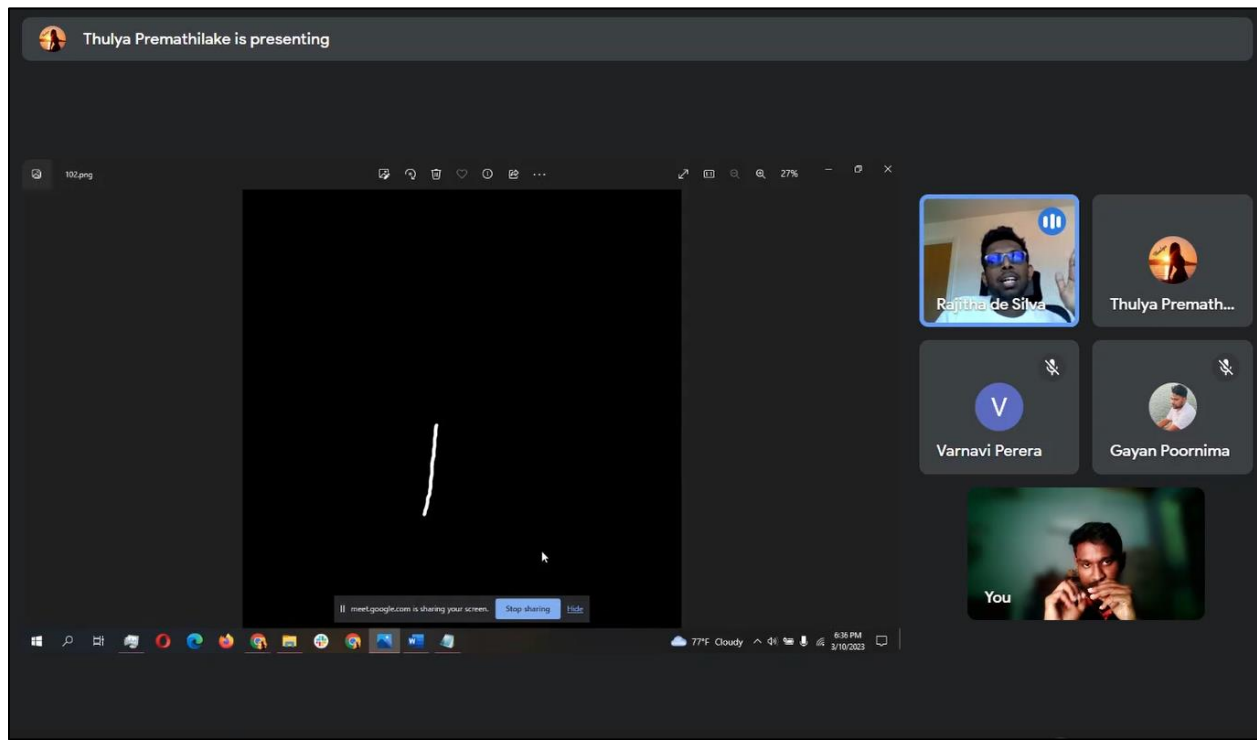 Thulya Premathilake is presenting
102.png
27%
Rajitha de Silva
Thulya Premath...
V
Varnavi Perera
Gayan Poornima
You
meet.google.com is sharing your screen.
Stop sharing
Hide
77°F Cloudy
6:36 PM
3/10/2023